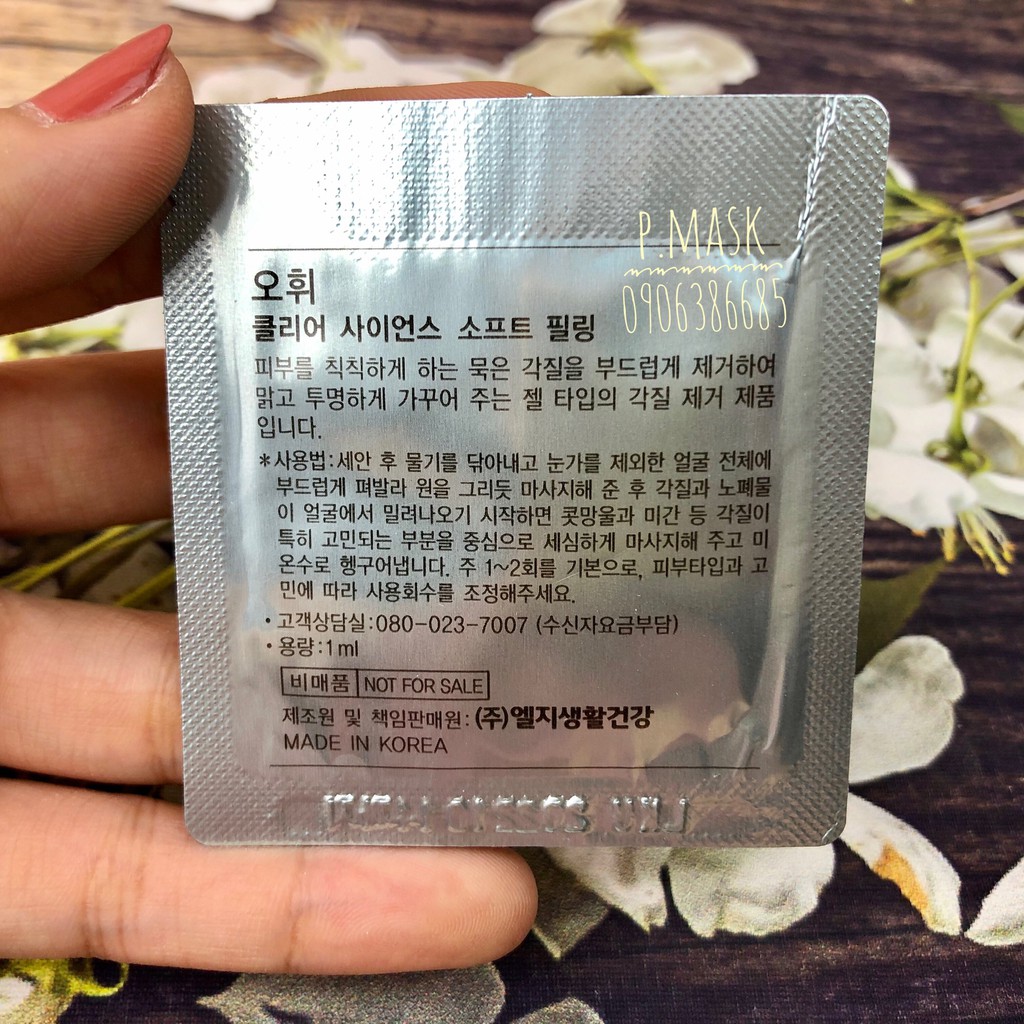 P.MASK
0906386685
오휘
클리어 사이언스 소프트 필링
피부를 칙칙하게 하는 묵은 각질을 부드럽게 제거하여
맑고 투명하게 가꾸어 주는 젤 타입의 각질 제거 제품
입니다.
*사용법:세안 후 물기를 닦아내고 눈가를 제외한 얼굴 전체에
부드럽게 펴발라 원을 그리듯 마사지해 준 후 각질과 노폐물
이 얼굴에서 밀려나오기 시작하면 콧망울과 미간 등 각질이
특히 고민되는 부분을 중심으로 세심하게 마사지해 주고 미
온수로 헹구어냅니다. 주 1~2회를 기본으로, 피부타입과 고
민에 따라 사용회수를 조정해주세요.
•고객상담실:080-023-7007 (수신자요금부담)
•용량:1ml
비매품 NOT FOR SALE
제조원 및 책임판매원:(주)엘지생활건강
MADE IN KOREA